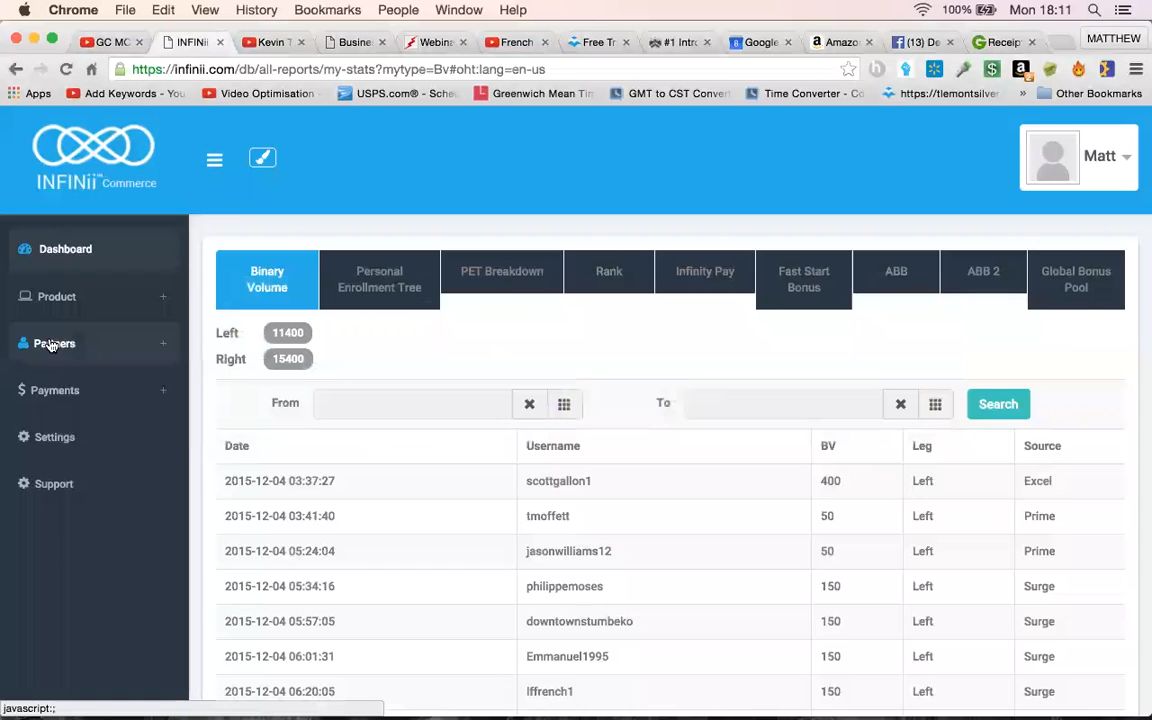 Chrome File Edit View History Bookmarks People Window Help 100% Mon 18:11
GC MC INFINii Kevin T Busine Webina French Free Tr #1 Intro Google Amazo (13) De Receip MATTHEW
https://infinii.com/db/all-reports/my-stats?mytype=Bv#oht:lang=en-us
Apps Add Keywords - You Video Optimisation USPS.com® - Sche Greenwich Mean Tim GMT to CST Convert Time Converter - Co https://tlemontsilver » Other Bookmarks
INFINii™Commerce
Matt
Dashboard
Product +
Partners +
Payments +
Settings
Support
Binary Volume Personal Enrollment Tree PET Breakdown Rank Infinity Pay Fast Start Bonus ABB ABB 2 Global Bonus Pool
Left 11400
Right 15400
From To Search
Date Username BV Leg Source
2015-12-04 03:37:27 scottgallon1 400 Left Excel
2015-12-04 03:41:40 tmoffett 50 Left Prime
2015-12-04 05:24:04 jasonwilliams12 50 Left Prime
2015-12-04 05:34:16 philippemoses 150 Left Surge
2015-12-04 05:57:05 downtownstumbeko 150 Left Surge
2015-12-04 06:01:31 Emmanuel1995 150 Left Surge
2015-12-04 06:20:05 lffrench1 150 Left Surge
javascript:;